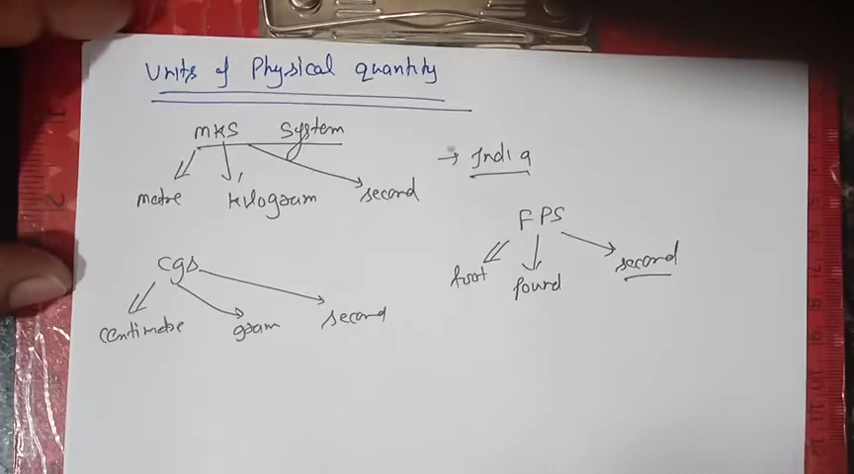 Units of Physical quantity
MKS System
→ India
metre kilogram second
FPS
foot pound second
cgs
centimetre gram second